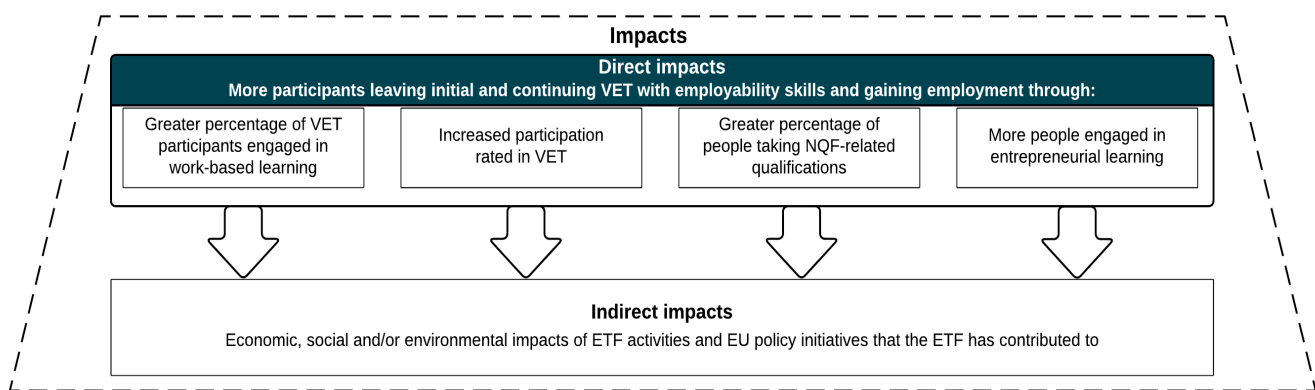 Impacts
Direct impacts
More participants leaving initial and continuing VET with employability skills and gaining employment through:
Greater percentage of VET
participants engaged in
work-based learning
Increased participation
rated in VET
Greater percentage of
people taking NQF-related
qualifications
More people engaged in
entrepreneurial learning
Indirect impacts
Economic, social and/or environmental impacts of ETF activities and EU policy initiatives that the ETF has contributed to